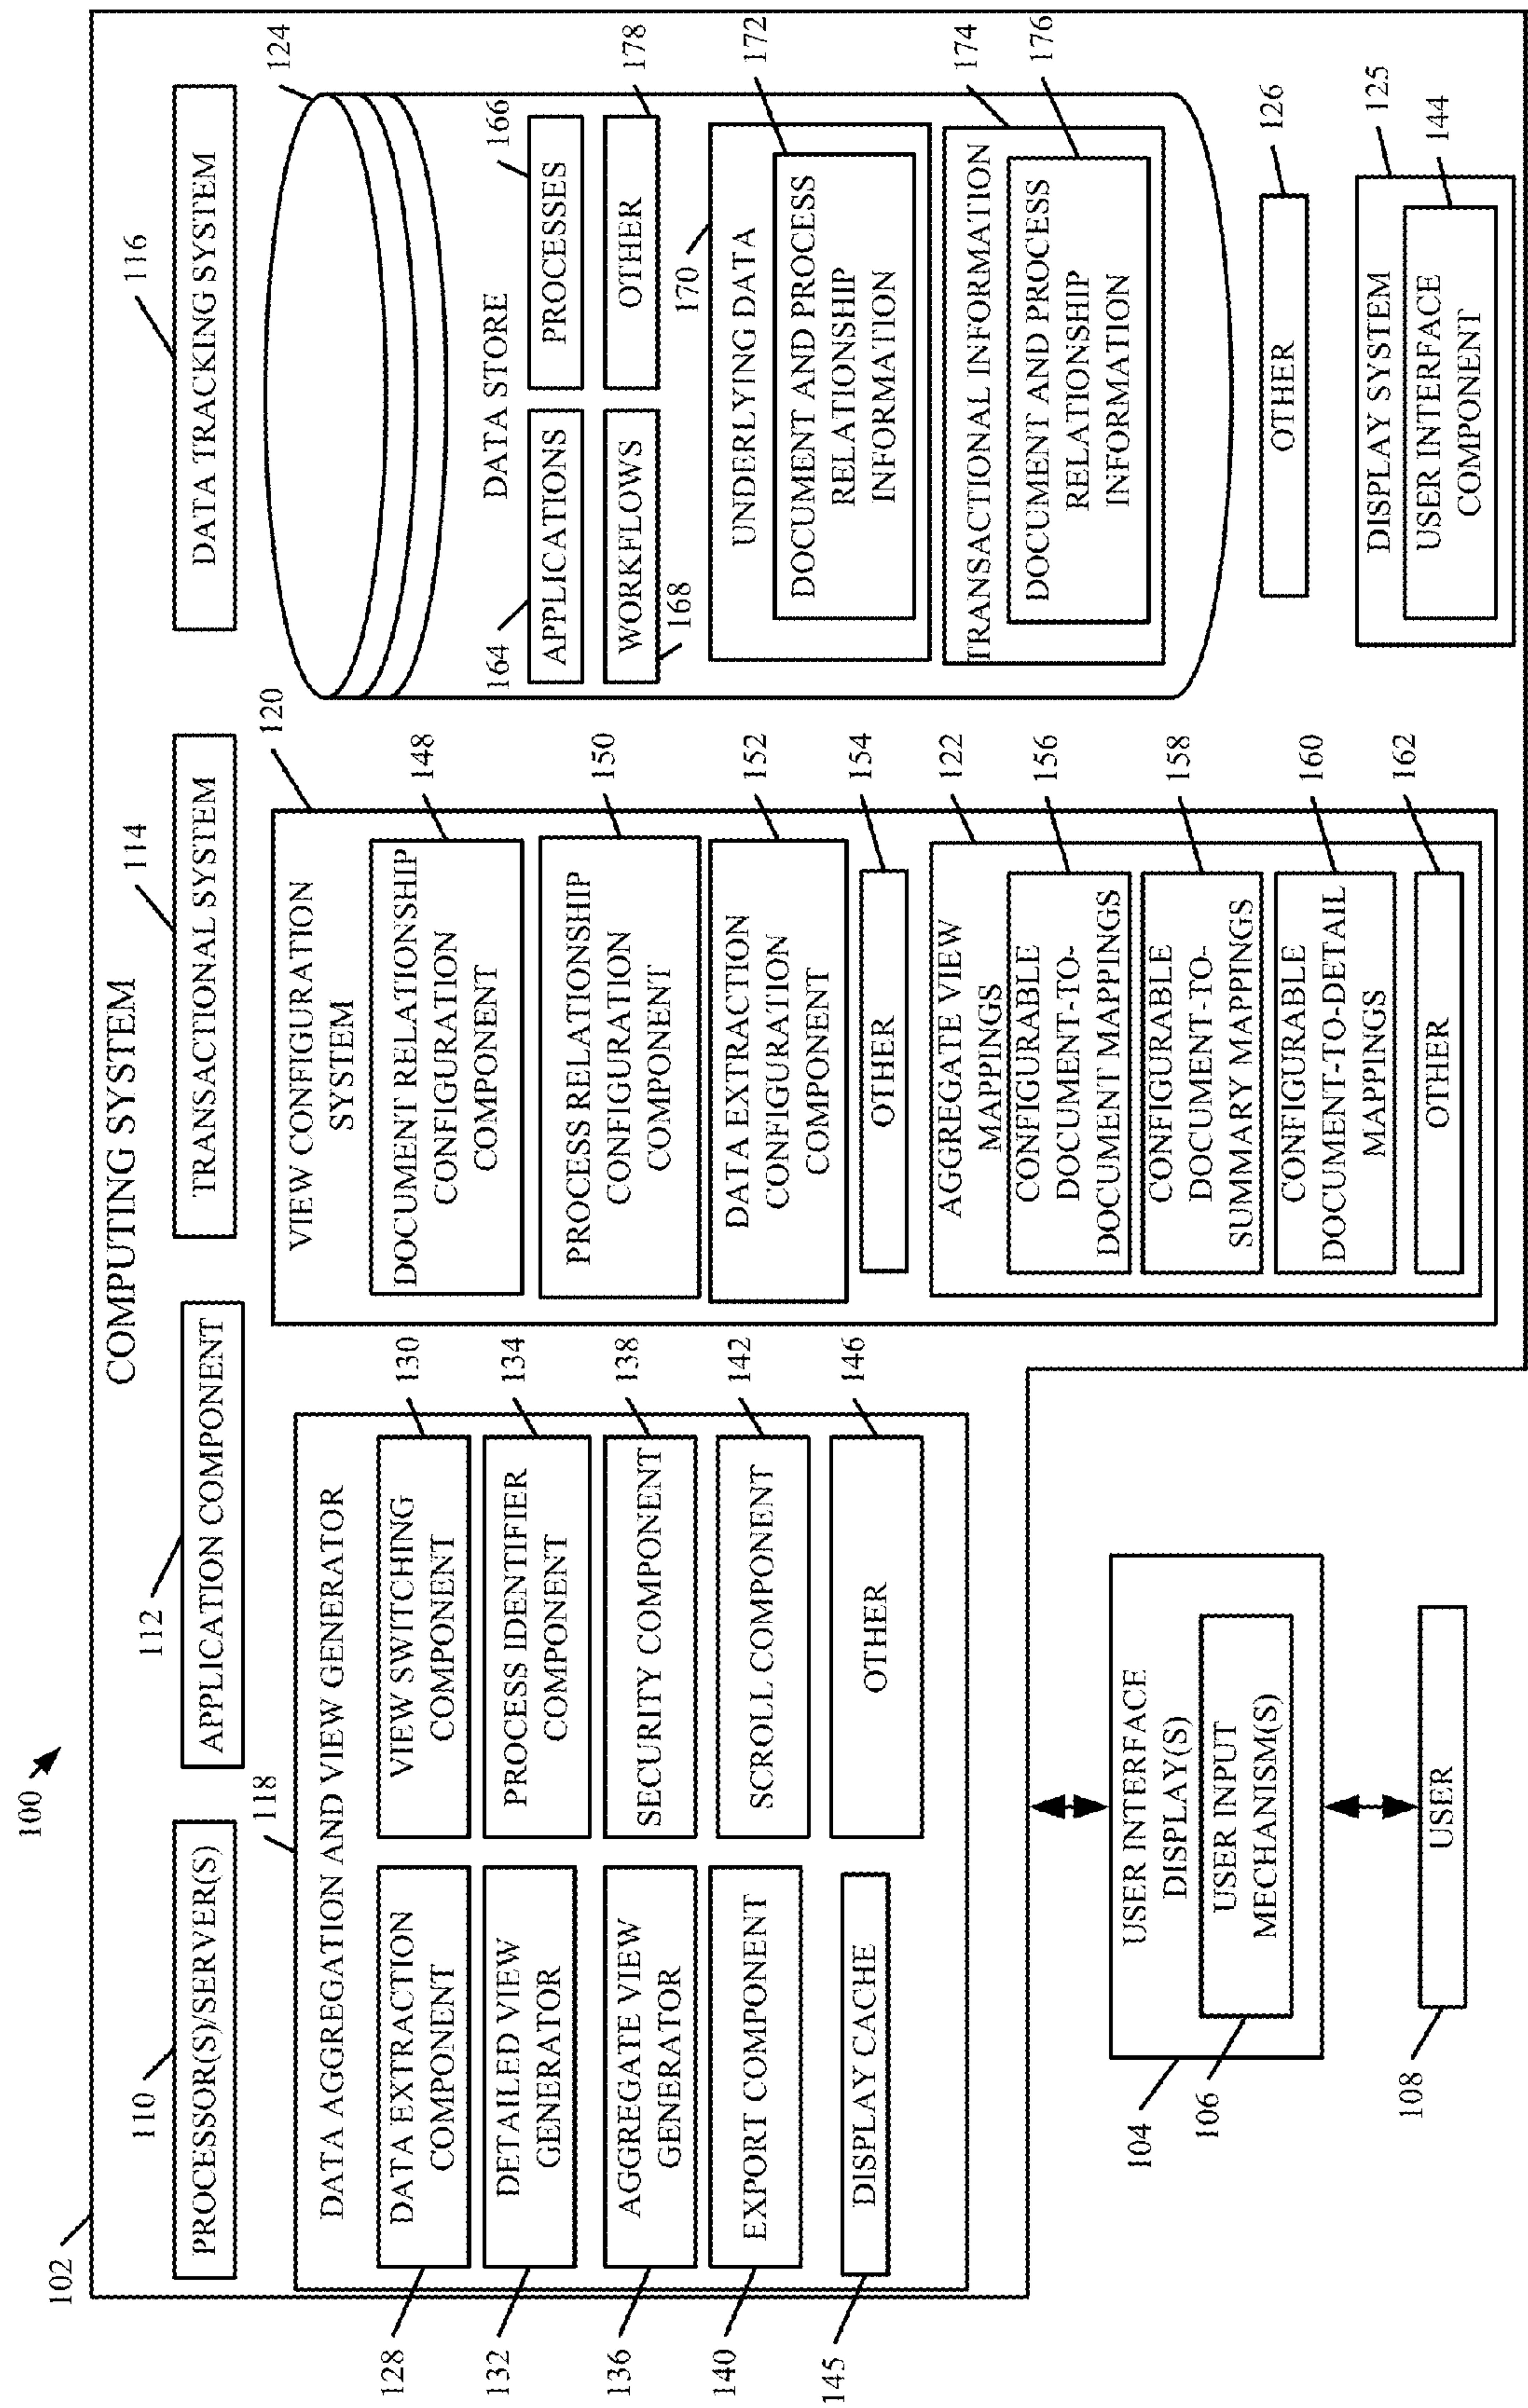 100
102
COMPUTING SYSTEM
110
PROCESSOR(S)/SERVER(S)
112
APPLICATION COMPONENT
114
TRANSACTIONAL SYSTEM
116
DATA TRACKING SYSTEM
118
DATA AGGREGATION AND VIEW GENERATOR
128
DATA EXTRACTION
COMPONENT
130
VIEW SWITCHING
COMPONENT
132
DETAILED VIEW
GENERATOR
134
PROCESS IDENTIFIER
COMPONENT
136
AGGREGATE VIEW
GENERATOR
138
SECURITY COMPONENT
140
EXPORT COMPONENT
142
SCROLL COMPONENT
145
DISPLAY CACHE
146
OTHER
120
VIEW CONFIGURATION
SYSTEM
148
DOCUMENT RELATIONSHIP
CONFIGURATION
COMPONENT
150
PROCESS RELATIONSHIP
CONFIGURATION
COMPONENT
152
DATA EXTRACTION
CONFIGURATION
COMPONENT
154
OTHER
122
AGGREGATE VIEW
MAPPINGS
156
CONFIGURABLE
DOCUMENT-TO-
DOCUMENT MAPPINGS
158
CONFIGURABLE
DOCUMENT-TO-
SUMMARY MAPPINGS
160
CONFIGURABLE
DOCUMENT-TO-DETAIL
MAPPINGS
162
OTHER
124
DATA STORE
164
APPLICATIONS
166
PROCESSES
168
WORKFLOWS
178
OTHER
170
UNDERLYING DATA
172
DOCUMENT AND PROCESS
RELATIONSHIP
INFORMATION
174
TRANSACTIONAL INFORMATION
176
DOCUMENT AND PROCESS
RELATIONSHIP
INFORMATION
126
OTHER
125
DISPLAY SYSTEM
144
USER INTERFACE
COMPONENT
104
USER INTERFACE
DISPLAY(S)
106
USER INPUT
MECHANISM(S)
108
USER